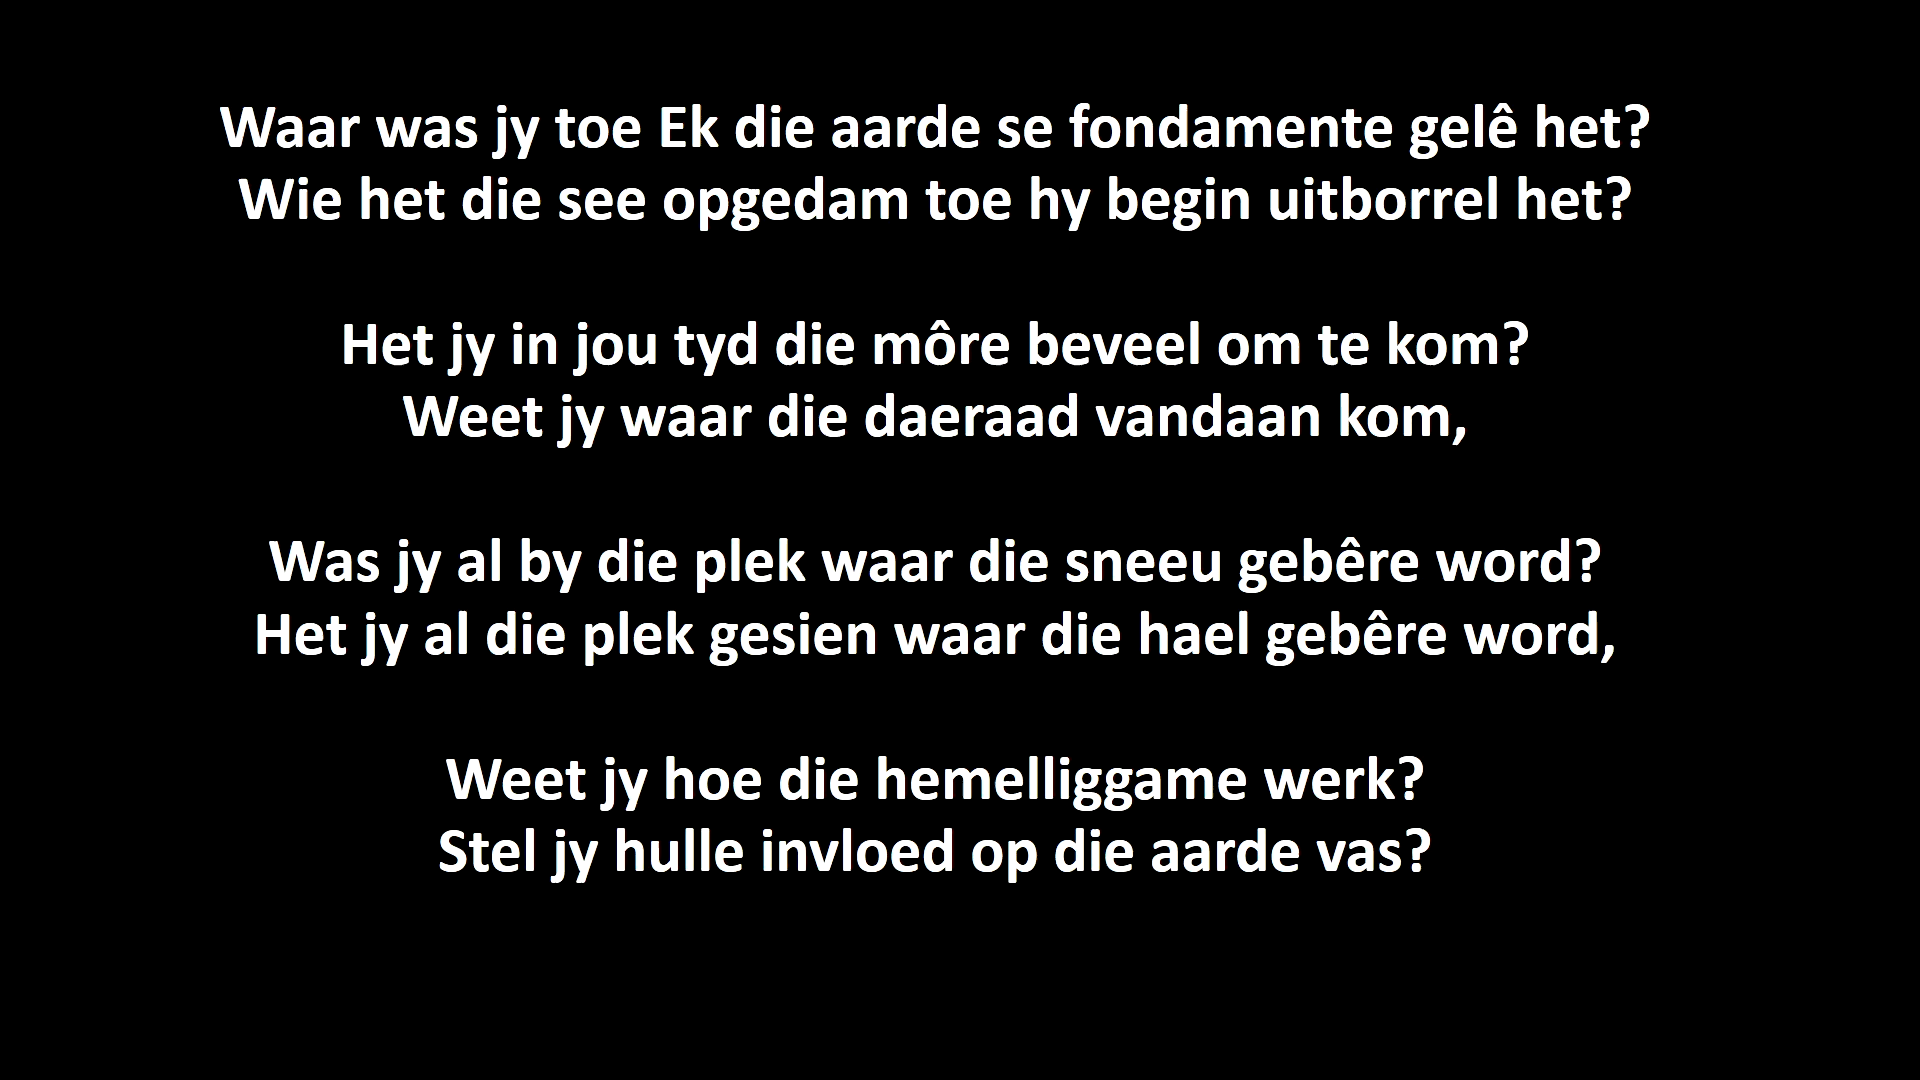 Waar was jy toe Ek die aarde se fondamente gelê het?
Wie het die see opgedam toe hy begin uitborrel het?
Het jy in jou tyd die môre beveel om te kom?
Weet jy waar die daeraad vandaan kom,
Was jy al by die plek waar die sneeu gebêre word?
Het jy al die plek gesien waar die hael gebêre word,
Weet jy hoe die hemelliggame werk?
Stel jy hulle invloed op die aarde vas?